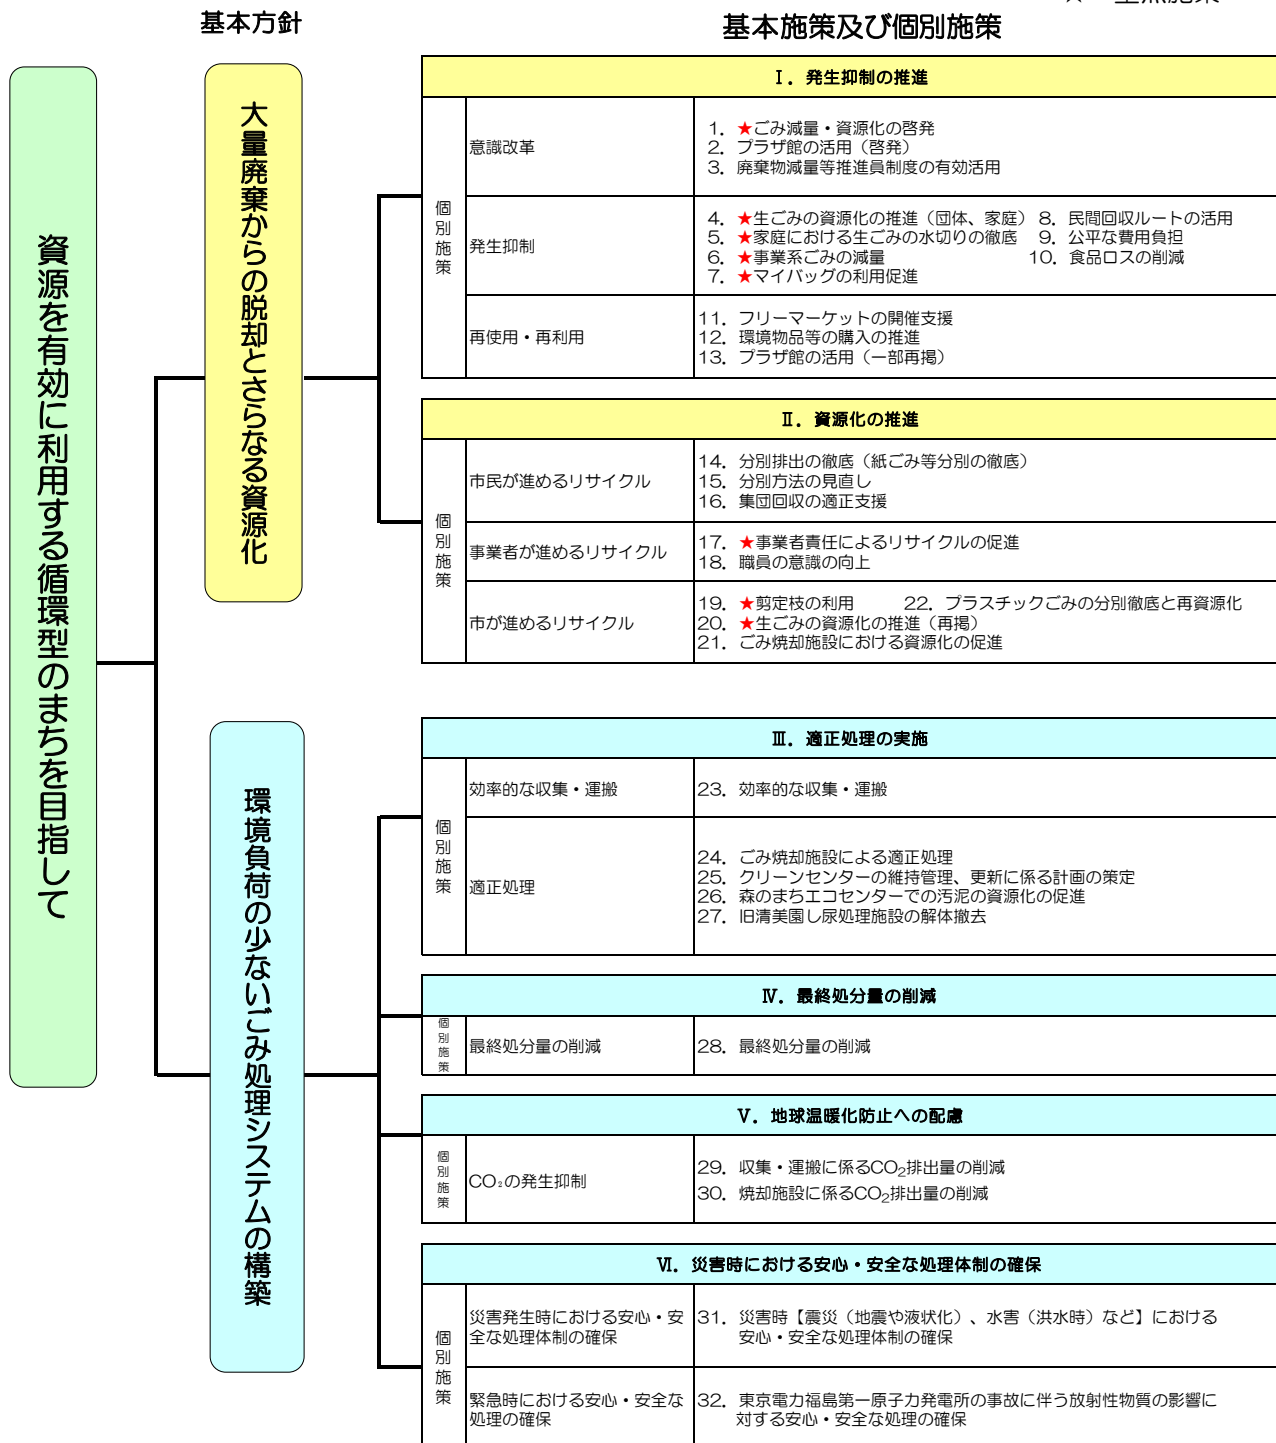 基本方針
基本施策及び個別施策
資源を有効に利用する循環型のまちを目指して
大量廃棄からの脱却とさらなる資源化
Ⅰ．発生抑制の推進
個別施策
意識改革
1．★ごみ減量・資源化の啓発
2．プラザ館の活用（啓発）
3．廃棄物減量等推進員制度の有効活用
発生抑制
4．★生ごみの資源化の推進（団体、家庭） 8．民間回収ルートの活用
5．★家庭における生ごみの水切りの徹底 9．公平な費用負担
6．★事業系ごみの減量 10．食品ロスの削減
7．★マイバッグの利用促進
再使用・再利用
11．フリーマーケットの開催支援
12．環境物品等の購入の推進
13．プラザ館の活用（一部再掲）
Ⅱ．資源化の推進
個別施策
市民が進めるリサイクル
14．分別排出の徹底（紙ごみ等分別の徹底）
15．分別方法の見直し
16．集団回収の適正支援
事業者が進めるリサイクル
17．★事業者責任によるリサイクルの促進
18．職員の意識の向上
市が進めるリサイクル
19．★剪定枝の利用 22．プラスチックごみの分別徹底と再資源化
20．★生ごみの資源化の推進（再掲）
21．ごみ焼却施設における資源化の促進
環境負荷の少ないごみ処理システムの構築
Ⅲ．適正処理の実施
個別施策
効率的な収集・運搬
23．効率的な収集・運搬
適正処理
24．ごみ焼却施設による適正処理
25．クリーンセンターの維持管理、更新に係る計画の策定
26．森のまちエコセンターでの汚泥の資源化の促進
27．旧清美園し尿処理施設の解体撤去
Ⅳ．最終処分量の削減
個別施策
最終処分量の削減
28．最終処分量の削減
Ⅴ．地球温暖化防止への配慮
個別施策
CO₂の発生抑制
29．収集・運搬に係るCO₂排出量の削減
30．焼却施設に係るCO₂排出量の削減
Ⅵ．災害時における安心・安全な処理体制の確保
個別施策
災害発生時における安心・安
全な処理体制の確保
31．災害時【震災（地震や液状化）、水害（洪水時）など】における
安心・安全な処理体制の確保
緊急時における安心・安全な
処理の確保
32．東京電力福島第一原子力発電所の事故に伴う放射性物質の影響に
対する安心・安全な処理の確保